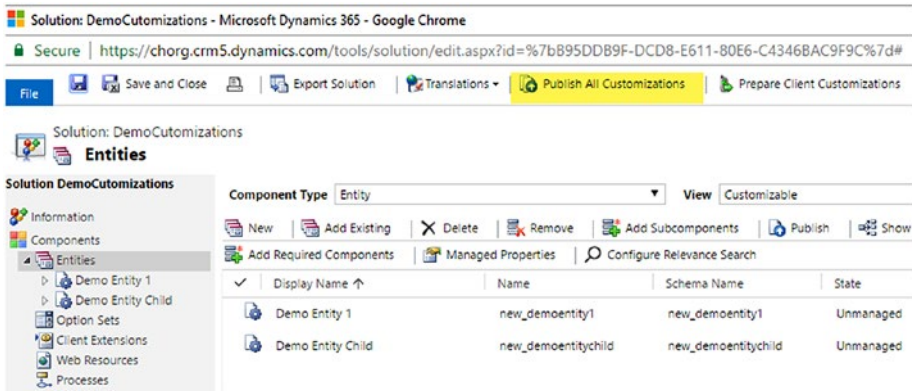 Solution: DemoCutomizations - Microsoft Dynamics 365 - Google Chrome
Secure | https://chorg.crm5.dynamics.com/tools/solution/edit.aspx?id=%7bB95DDB9F-DCD8-E611-80E6-C4346BAC9F9C%7d#
File Save and Close Export Solution Translations Publish All Customizations Prepare Client Customizations
Solution: DemoCutomizations
Entities
Solution DemoCutomizations
Information
Components
Entities
Demo Entity 1
Demo Entity Child
Option Sets
Client Extensions
Web Resources
Processes
Component Type Entity View Customizable
New Add Existing Delete Remove Add Subcomponents Publish Show
Add Required Components Managed Properties Configure Relevance Search
Display Name ↑ Name Schema Name State
Demo Entity 1 new_demoentity1 new_demoentity1 Unmanaged
Demo Entity Child new_demoentitychild new_demoentitychild Unmanaged